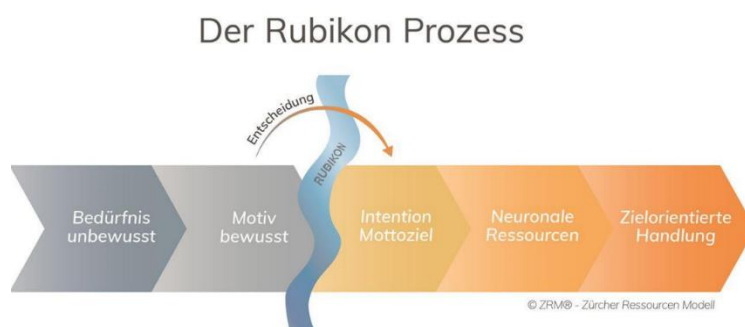 Der Rubikon Prozess
Entscheidung
RUBIKON
Bedürfnis
unbewusst
Motiv
bewusst
Intention
Mottoziel
Neuronale
Ressourcen
Zielorientierte
Handlung
© ZRM® - Zürcher Ressourcen Modell